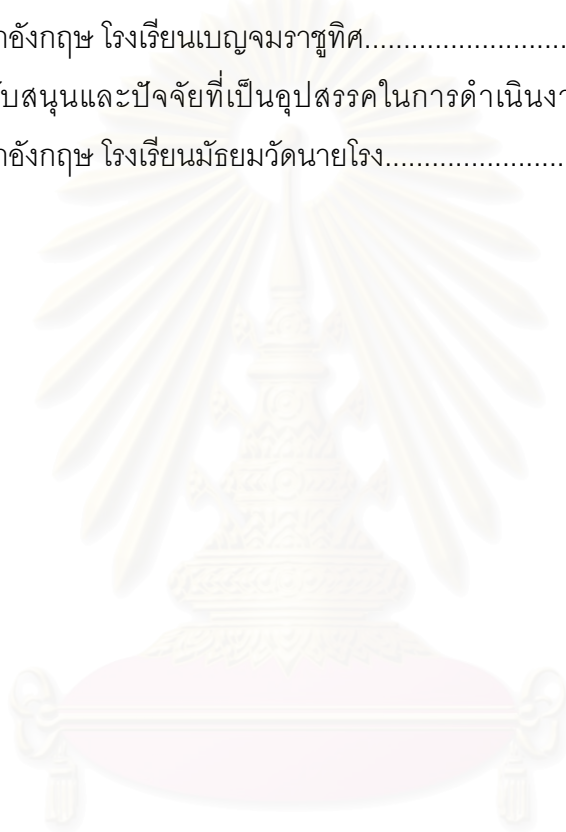 อังกฤษ โรงเรียนเบญจมราชูทิศ............................
บสนุนและปัจจัยที่เป็นอุปสรรคในการดำเนินงา
อังกฤษ โรงเรียนมัธยมวัดนายโรง........................